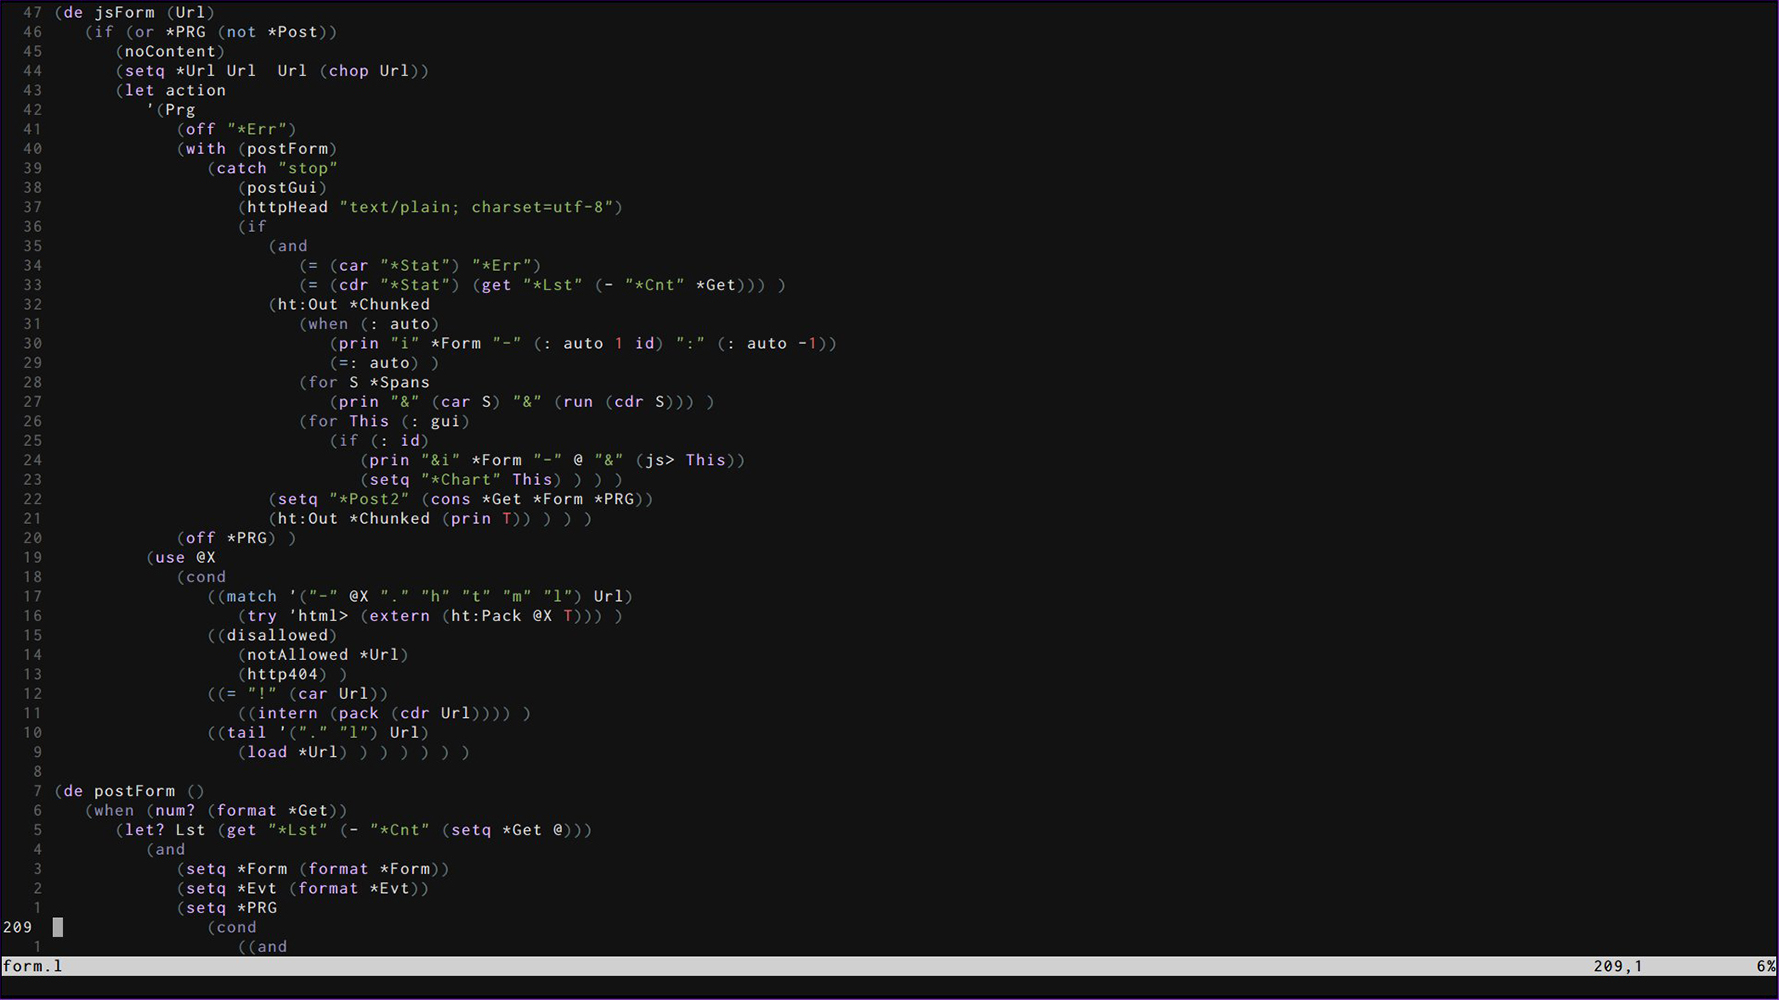 47 (de jsForm (Url)
46    (if (or *PRG (not *Post))
45       (noContent)
44       (setq *Url Url  Url (chop Url))
43       (let action
42          '(Prg
41             (off "*Err")
40             (with (postForm)
39                (catch "stop"
38                   (postGui)
37                   (httpHead "text/plain; charset=utf-8")
36                   (if
35                      (and
34                         (= (car "*Stat") "*Err")
33                         (= (cdr "*Stat") (get "*Lst" (- "*Cnt" *Get))) )
32                      (ht:Out *Chunked
31                         (when (: auto)
30                            (prin "i" *Form "-" (: auto 1 id) ":" (: auto -1))
29                            (=: auto) )
28                         (for S *Spans
27                            (prin "&" (car S) "&" (run (cdr S))) )
26                         (for This (: gui)
25                            (if (: id)
24                               (prin "&i" *Form "-" @ "&" (js> This))
23                               (setq "*Chart" This) ) ) )
22                      (setq "*Post2" (cons *Get *Form *PRG))
21                      (ht:Out *Chunked (prin T)) ) ) )
20             (off *PRG) )
19          (use @X
18             (cond
17                ((match '("-" @X "." "h" "t" "m" "l") Url)
16                   (try 'html> (extern (ht:Pack @X T))) )
15                ((disallowed)
14                   (notAllowed *Url)
13                   (http404) )
12                ((= "!" (car Url))
11                   ((intern (pack (cdr Url)))) )
10                ((tail '("." "l") Url)
9                   (load *Url) ) ) ) ) ) )
8
7 (de postForm ()
6    (when (num? (format *Get))
5       (let? Lst (get "*Lst" (- "*Cnt" (setq *Get @)))
4          (and
3             (setq *Form (format *Form))
2             (setq *Evt (format *Evt))
1             (setq *PRG
209                (cond
1                   ((and
form.l 209,1 6%